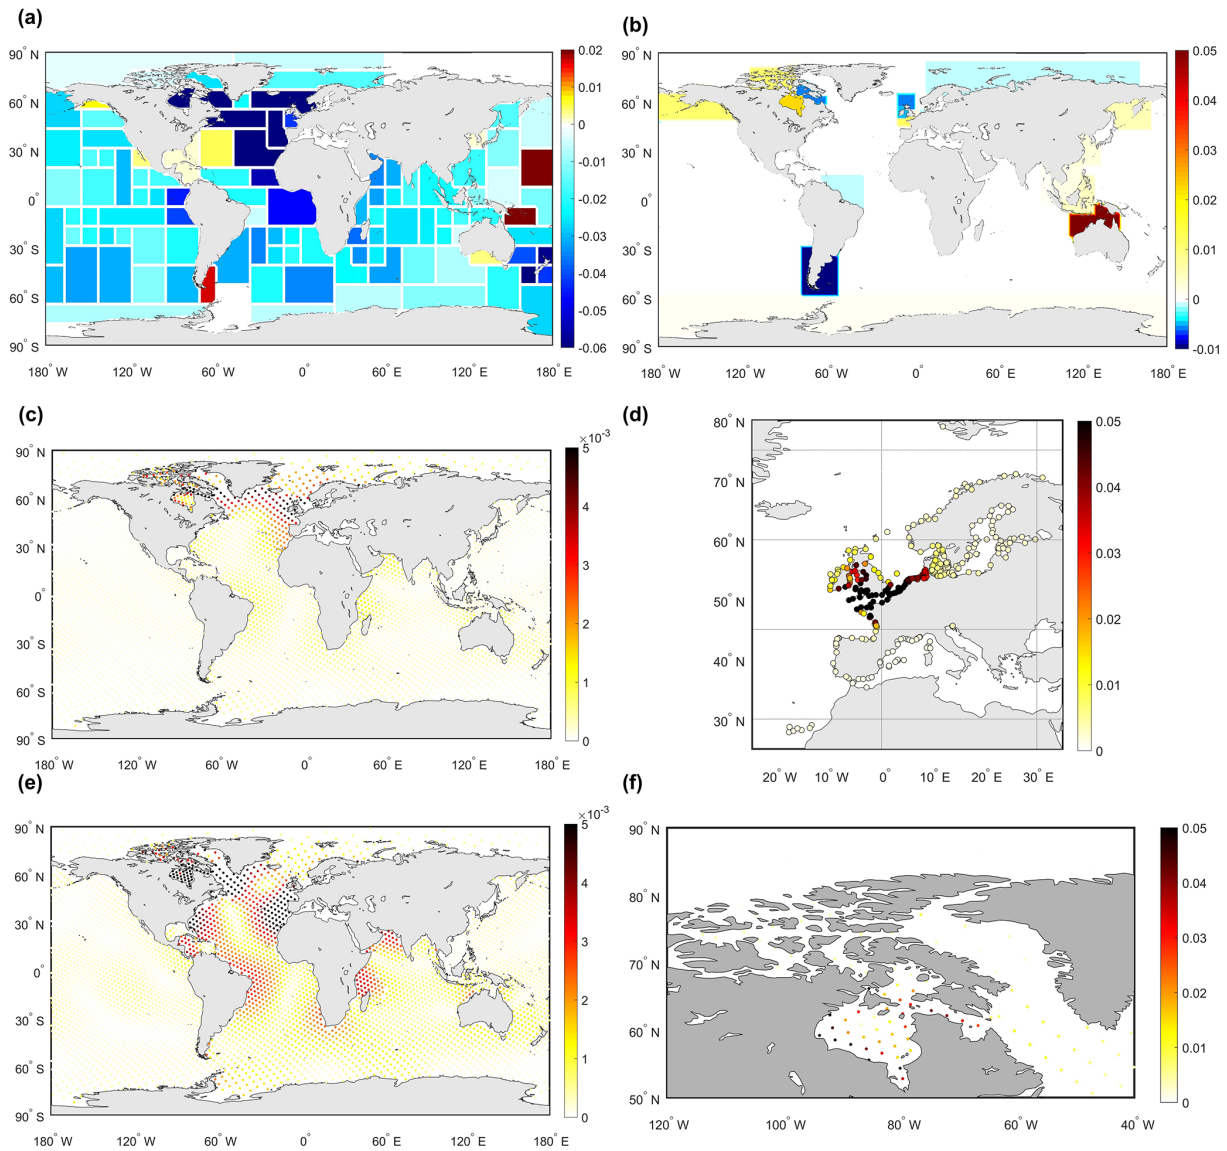 (a)
90° N
60° N
30° N
0°
30° S
60° S
90° S
180° W
120° W
60° W
0°
60° E
120° E
180° E
0.02
0.01
0
-0.01
-0.02
-0.03
-0.04
-0.05
-0.06
(b)
90° N
60° N
30° N
0°
30° S
60° S
90° S
180° W
120° W
60° W
0°
60° E
120° E
180° E
0.05
0.04
0.03
0.02
0.01
0
-0.01
(c)
90° N
60° N
30° N
0°
30° S
60° S
90° S
180° W
120° W
60° W
0°
60° E
120° E
180° E
×10⁻³
5
4
3
2
1
0
(d)
80° N
70° N
60° N
50° N
40° N
30° N
20° W
10° W
0°
10° E
20° E
30° E
0.05
0.04
0.03
0.02
0.01
0
(e)
90° N
60° N
30° N
0°
30° S
60° S
90° S
180° W
120° W
60° W
0°
60° E
120° E
180° E
×10⁻³
5
4
3
2
1
0
(f)
90° N
80° N
70° N
60° N
50° N
120° W
100° W
80° W
60° W
40° W
0.05
0.04
0.03
0.02
0.01
0